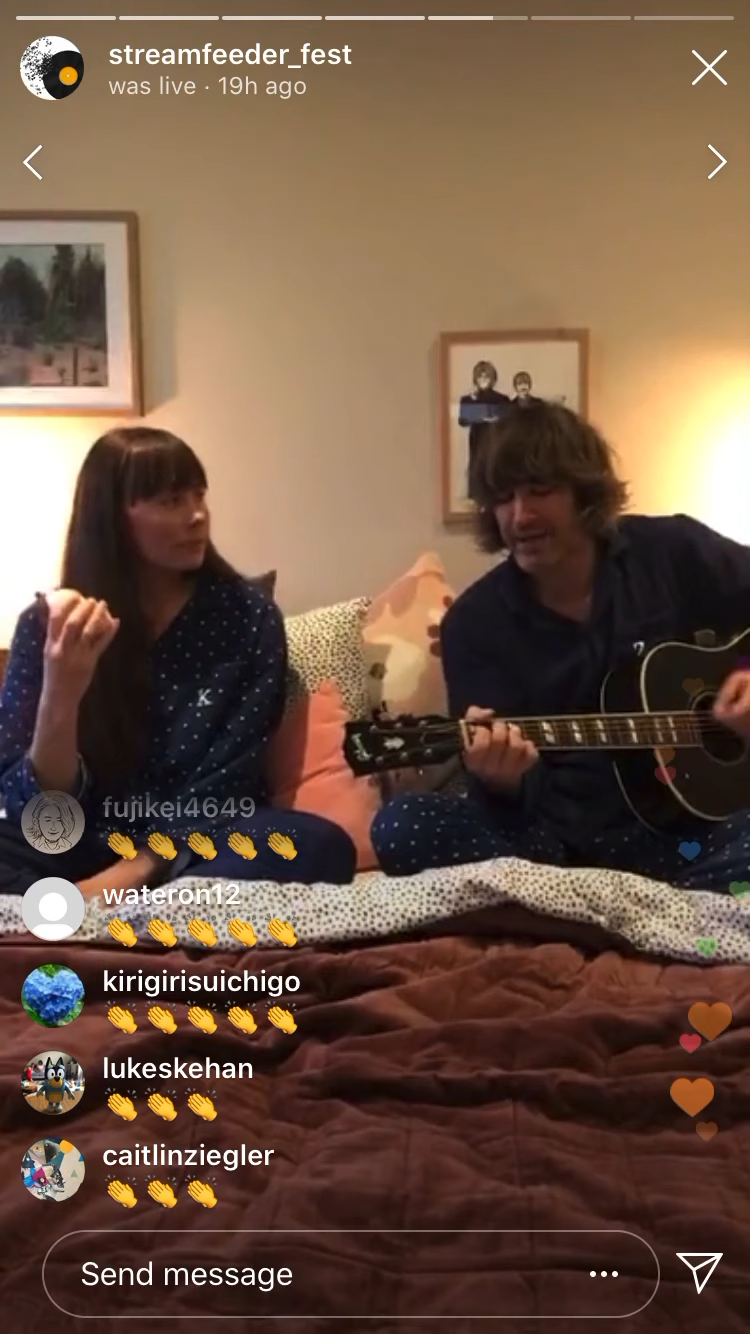 streamfeeder_fest
was live · 19h ago
K
fujikei4649
👏👏👏👏👏
wateron12
👏👏👏👏👏
kirigirisuichigo
👏👏👏👏👏
lukeskehan
👏👏👏
caitlinziegler
👏👏👏
Send message